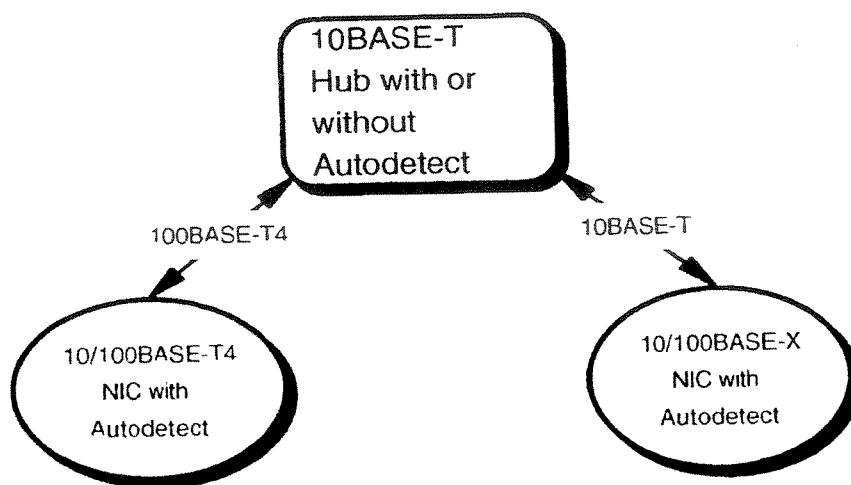 10BASE-T
Hub with or
without
Autodetect
100BASE-T4
10BASE-T
10/100BASE-T4
NIC with
Autodetect
10/100BASE-X
NIC with
Autodetect